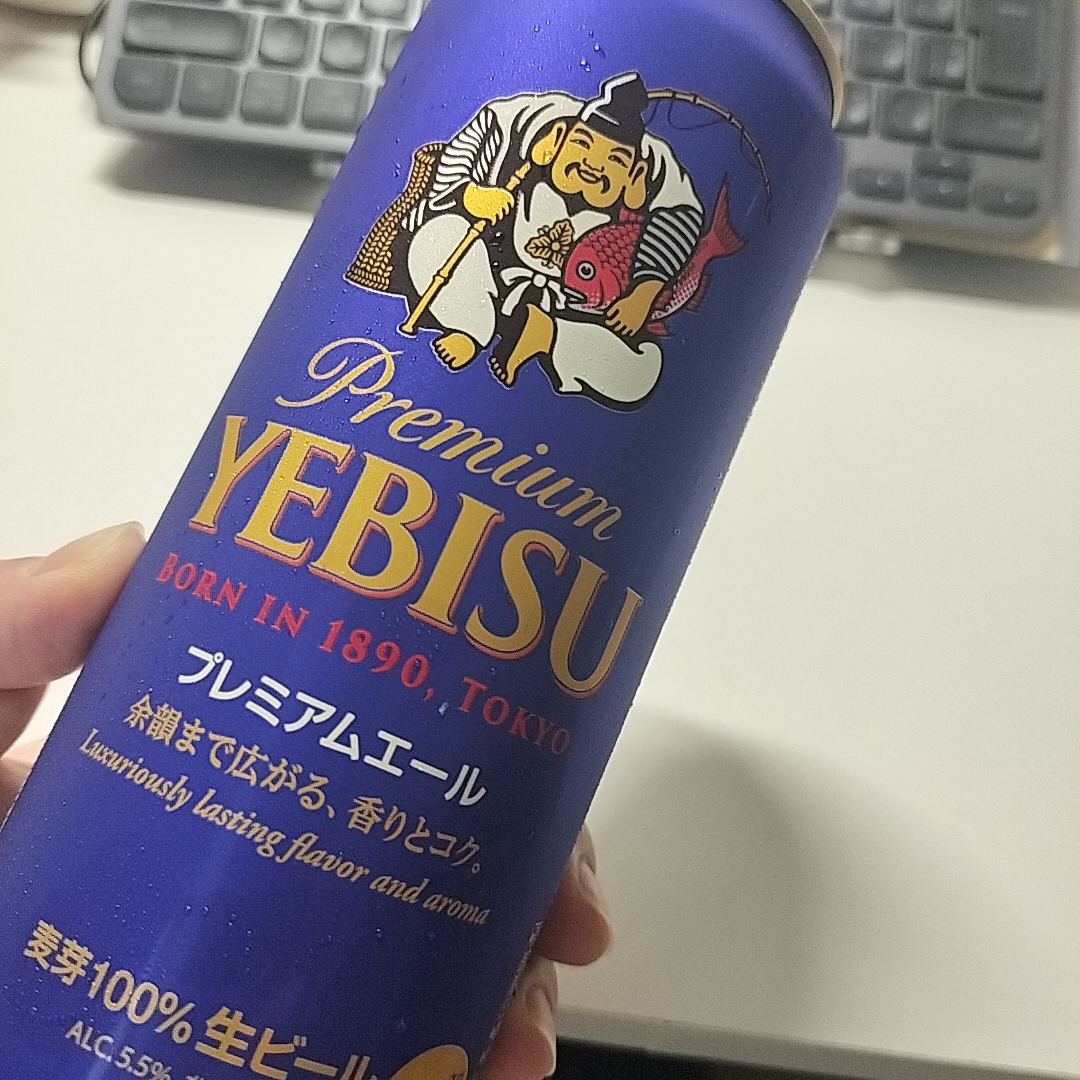 Premium
YEBISU
BORN IN 1890, TOKYO
プレミアムエール
余韻まで広がる、香りとコク。
Luxuriously lasting flavor and aroma
麦芽100% 生ビール
ALC.5.5%